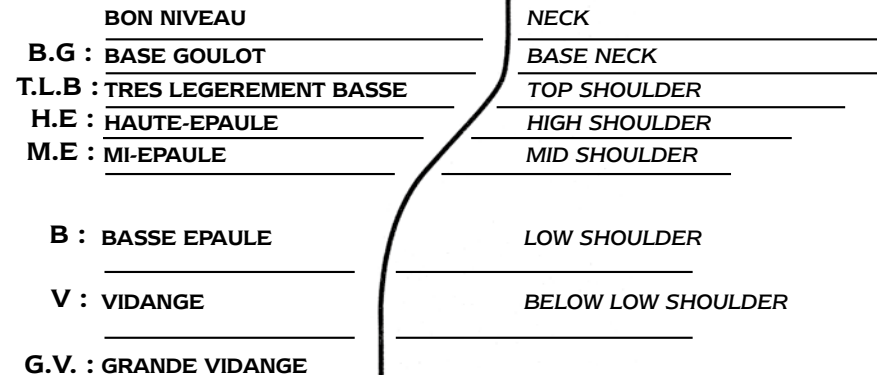 BON NIVEAU NECK
B.G : BASE GOULOT BASE NECK
T.L.B : TRES LEGEREMENT BASSE TOP SHOULDER
H.E : HAUTE-EPAULE HIGH SHOULDER
M.E : MI-EPAULE MID SHOULDER
B : BASSE EPAULE LOW SHOULDER
V : VIDANGE BELOW LOW SHOULDER
G.V. : GRANDE VIDANGE